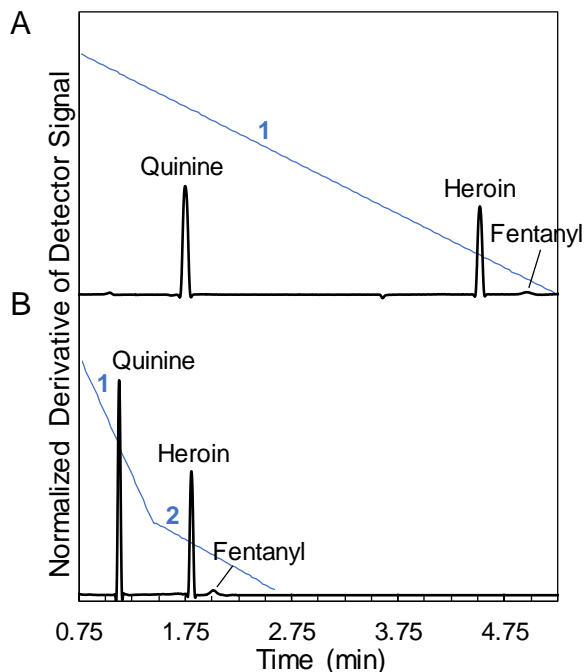 A
1
Quinine
Heroin
Fentanyl
Normalized Derivative of Detector Signal
B
Quinine
1
Heroin
2
Fentanyl
0.75 1.75 2.75 3.75 4.75
Time (min)